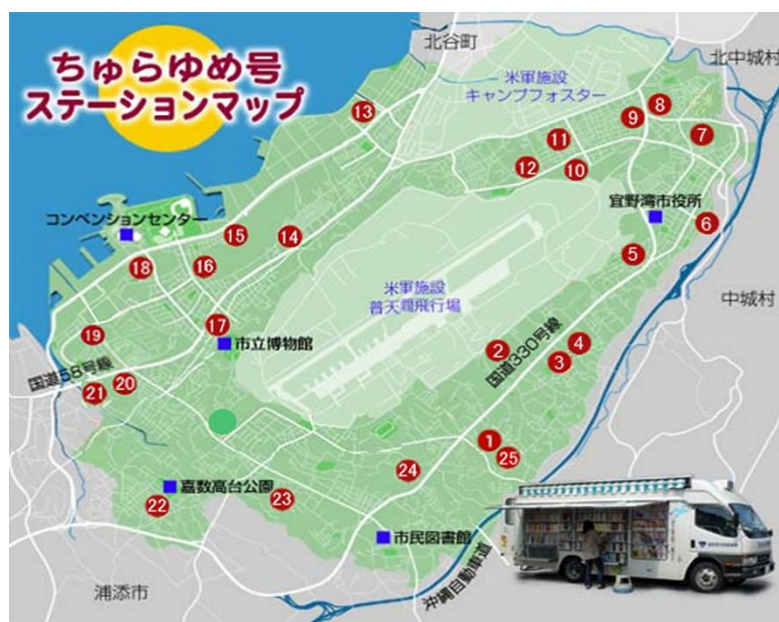 ちゅらゆめ号
ステーションマップ
北谷町
北中城村
米軍施設
キャンプフォスター
13
9
8
7
11
12
10
宜野湾市役所
コンベンションセンター
6
15
14
5
18
16
米軍施設
普天間飛行場
中城村
17
市立博物館
19
国道58号線
2
国道330号線
4
3
20
21
1
25
24
22
嘉数高台公園
23
市民図書館
沖縄自動車道
浦添市